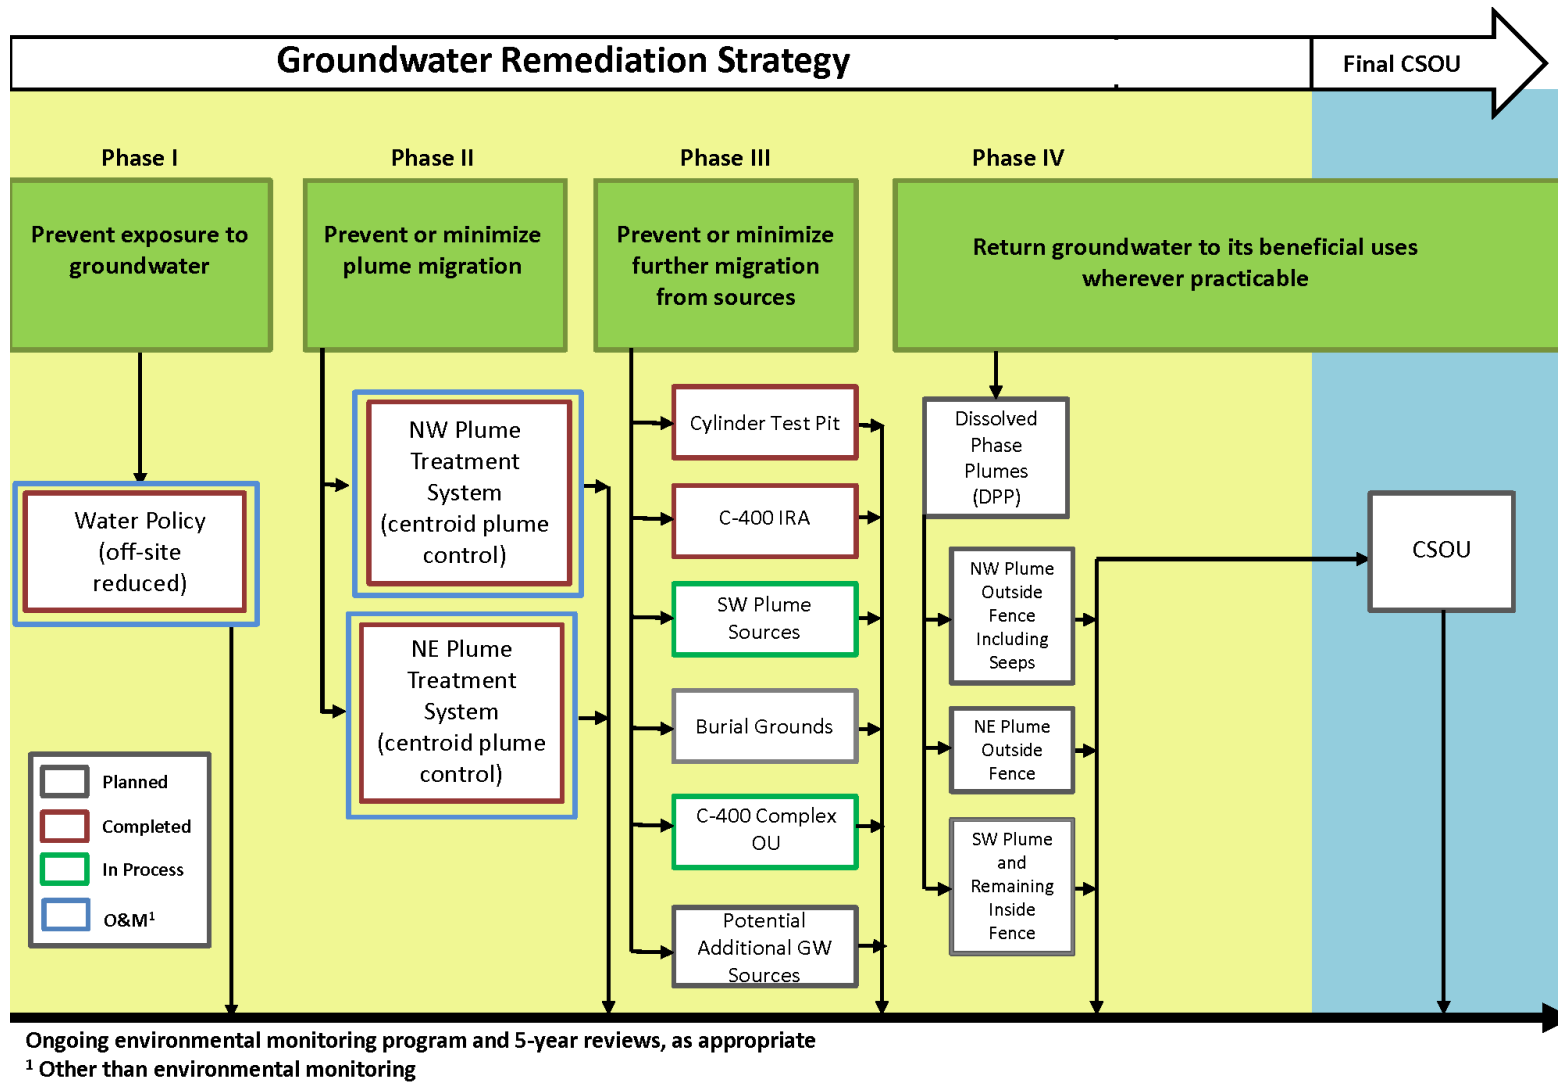 Groundwater Remediation Strategy
Final CSOU
Phase I
Phase II
Phase III
Phase IV
Prevent exposure to
groundwater
Prevent or minimize
plume migration
Prevent or minimize
further migration
from sources
Return groundwater to its beneficial uses
wherever practicable
Water Policy
(off-site
reduced)
NW Plume
Treatment
System
(centroid plume
control)
NE Plume
Treatment
System
(centroid plume
control)
Cylinder Test Pit
C-400 IRA
SW Plume
Sources
Burial Grounds
C-400 Complex
OU
Potential
Additional GW
Sources
Dissolved
Phase
Plumes
(DPP)
NW Plume
Outside
Fence
Including
Seeps
NE Plume
Outside
Fence
SW Plume
and
Remaining
Inside
Fence
CSOU
Planned
Completed
In Process
O&M¹
Ongoing environmental monitoring program and 5-year reviews, as appropriate
¹ Other than environmental monitoring